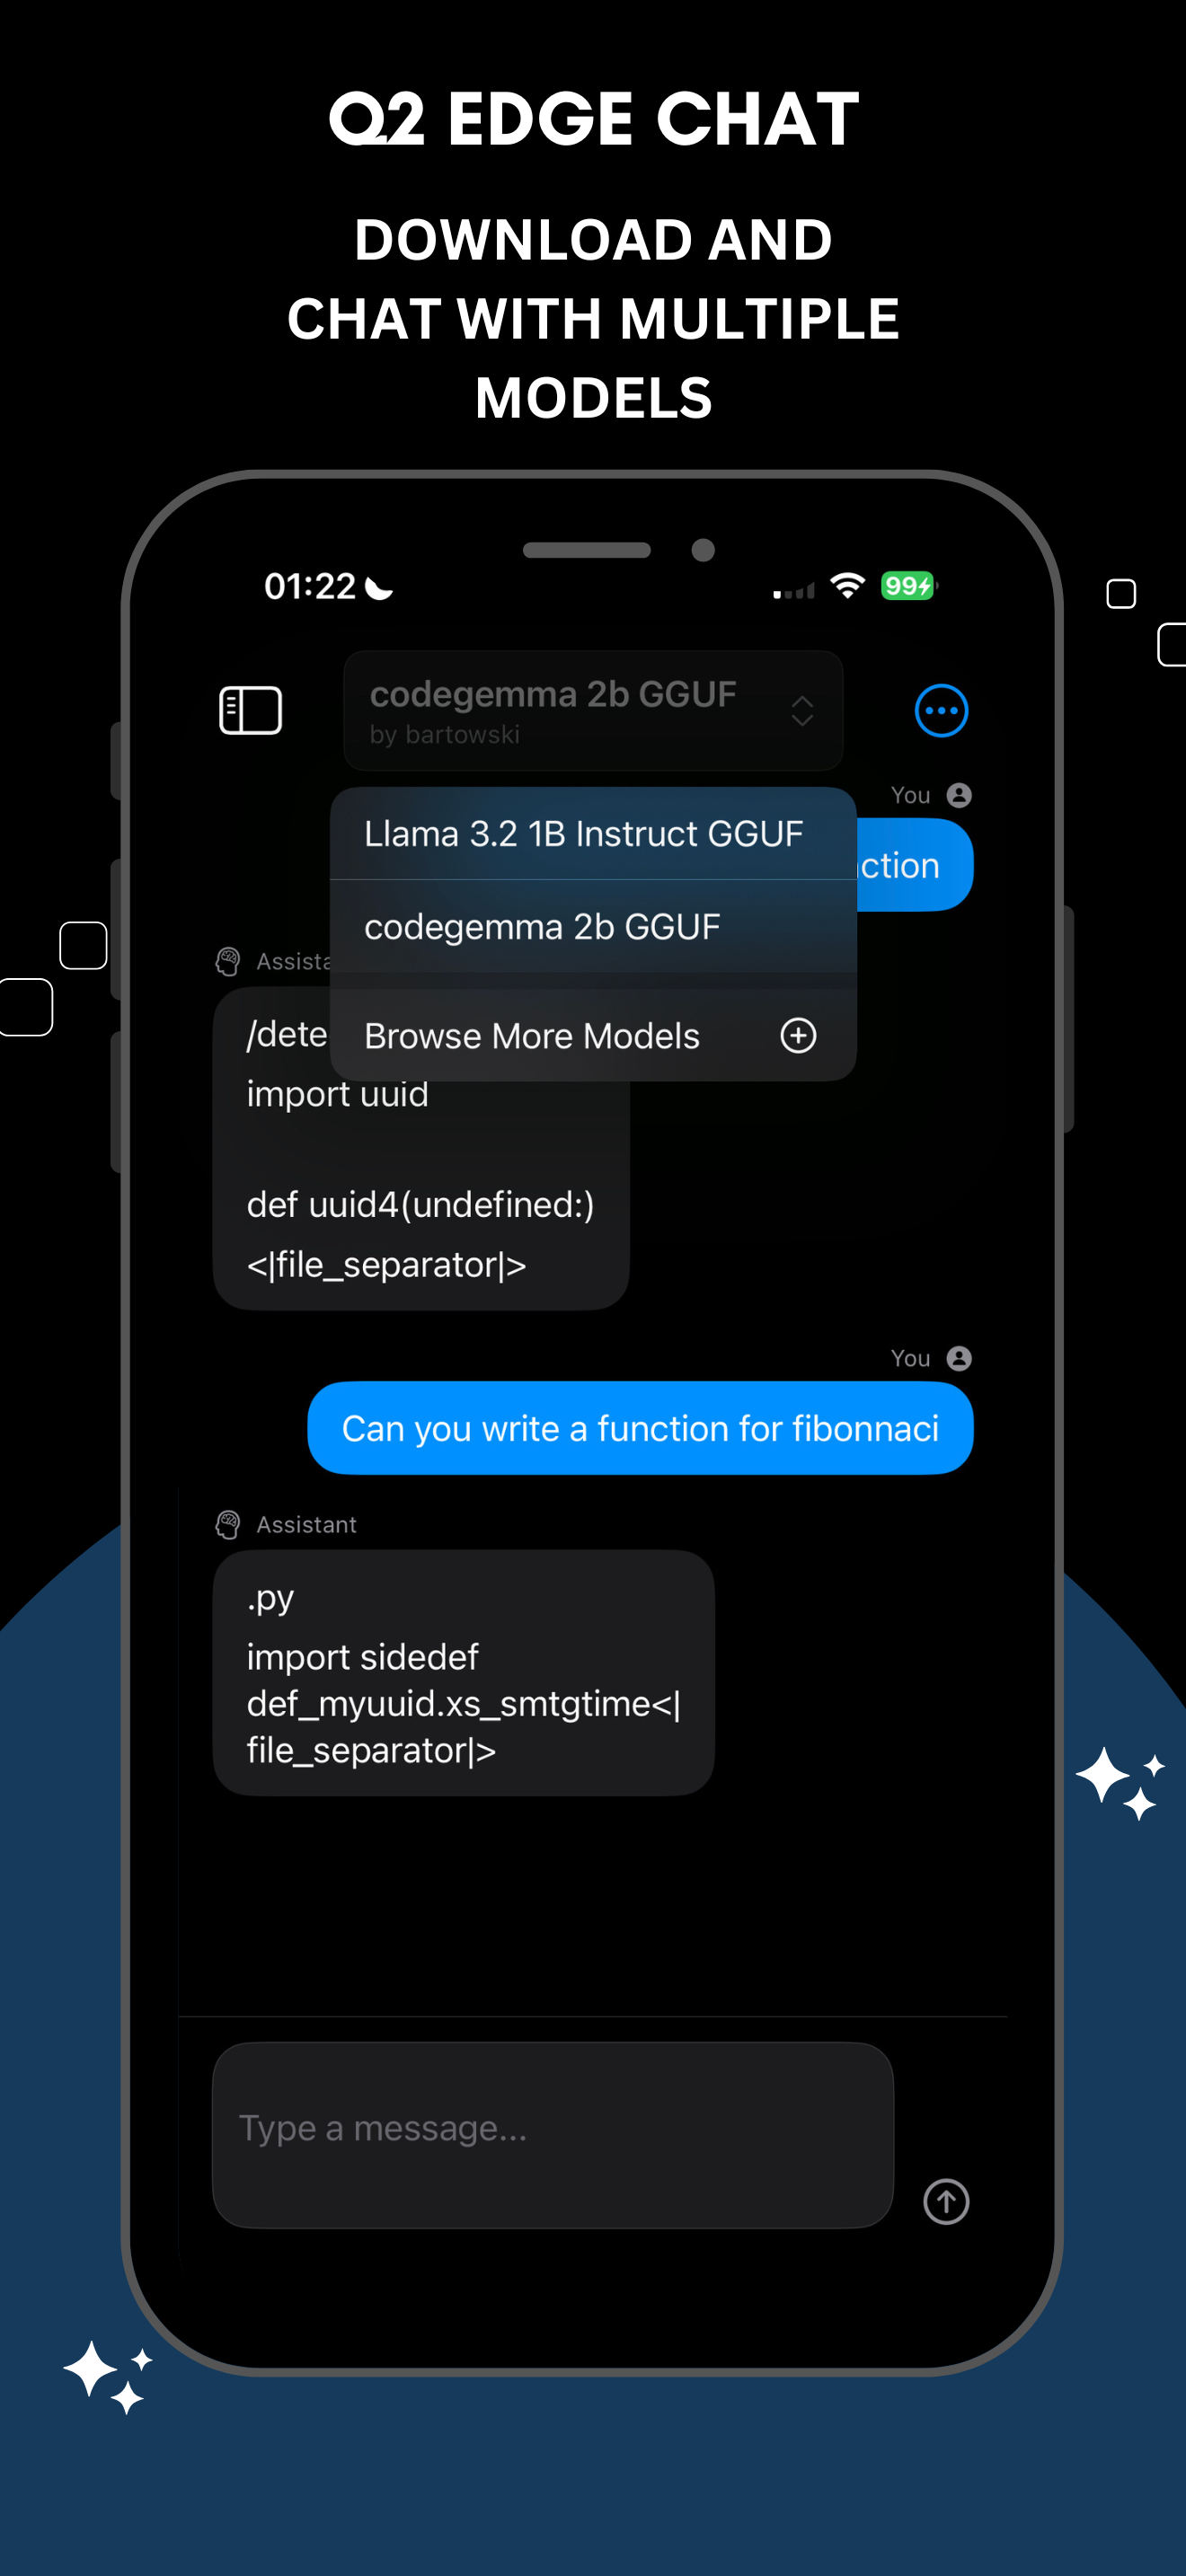 Q2 EDGE CHAT
DOWNLOAD AND
CHAT WITH MULTIPLE
MODELS
01:22
99
codegemma 2b GGUF
by bartowski
You
Llama 3.2 1B Instruct GGUF
ction
codegemma 2b GGUF
Assista
Browse More Models
/dete
import uuid
def uuid4(undefined:)
<|file_separator|>
You
Can you write a function for fibonnaci
Assistant
.py
import sidedef
def_myuuid.xs_smtgtime<|
file_separator|>
Type a message...